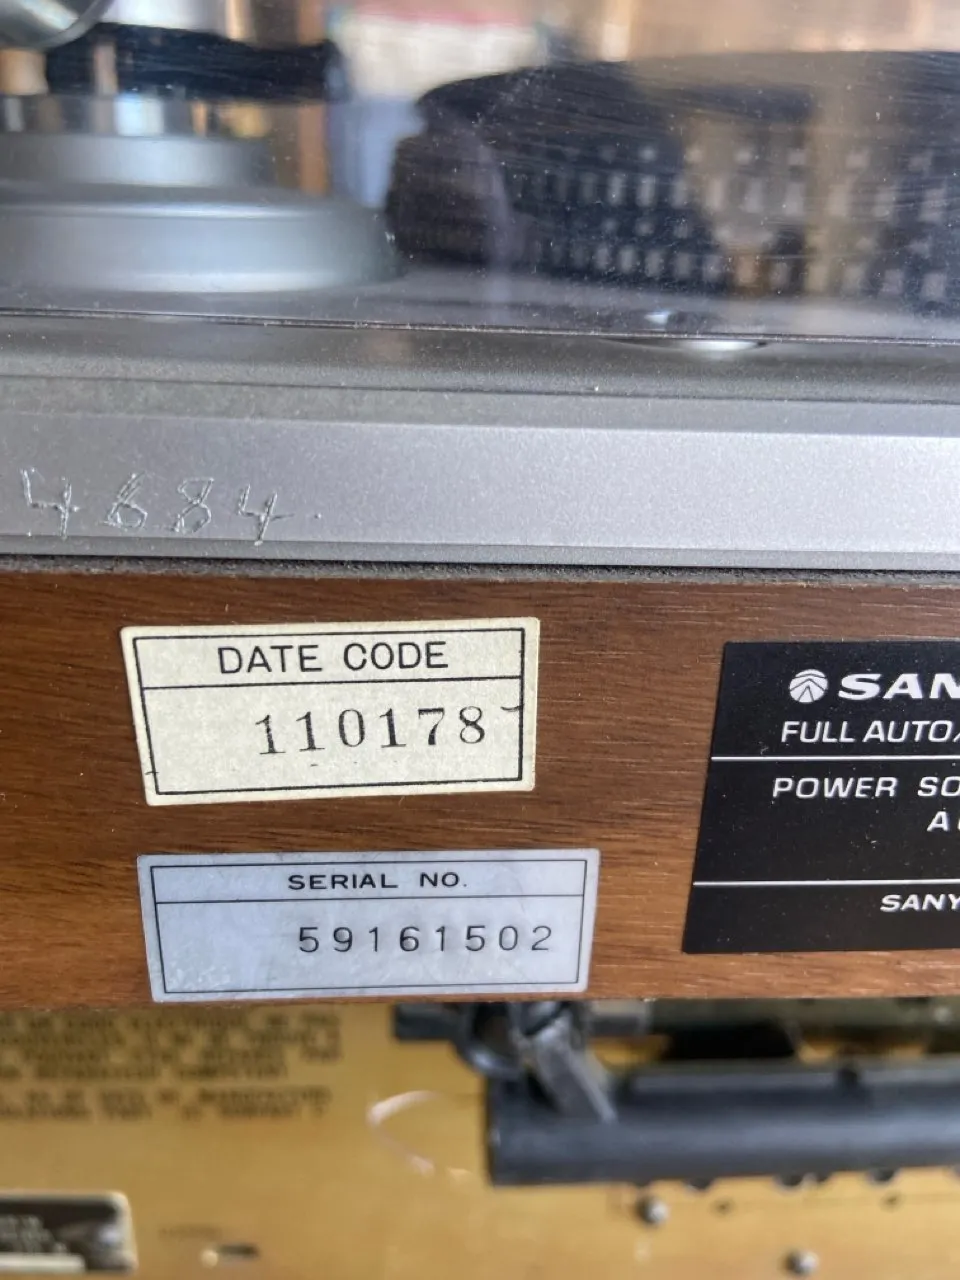 4684
DATE CODE
110178
SAN
FULL AUTO/
POWER SO
A
SANY
SERIAL NO.
59161502